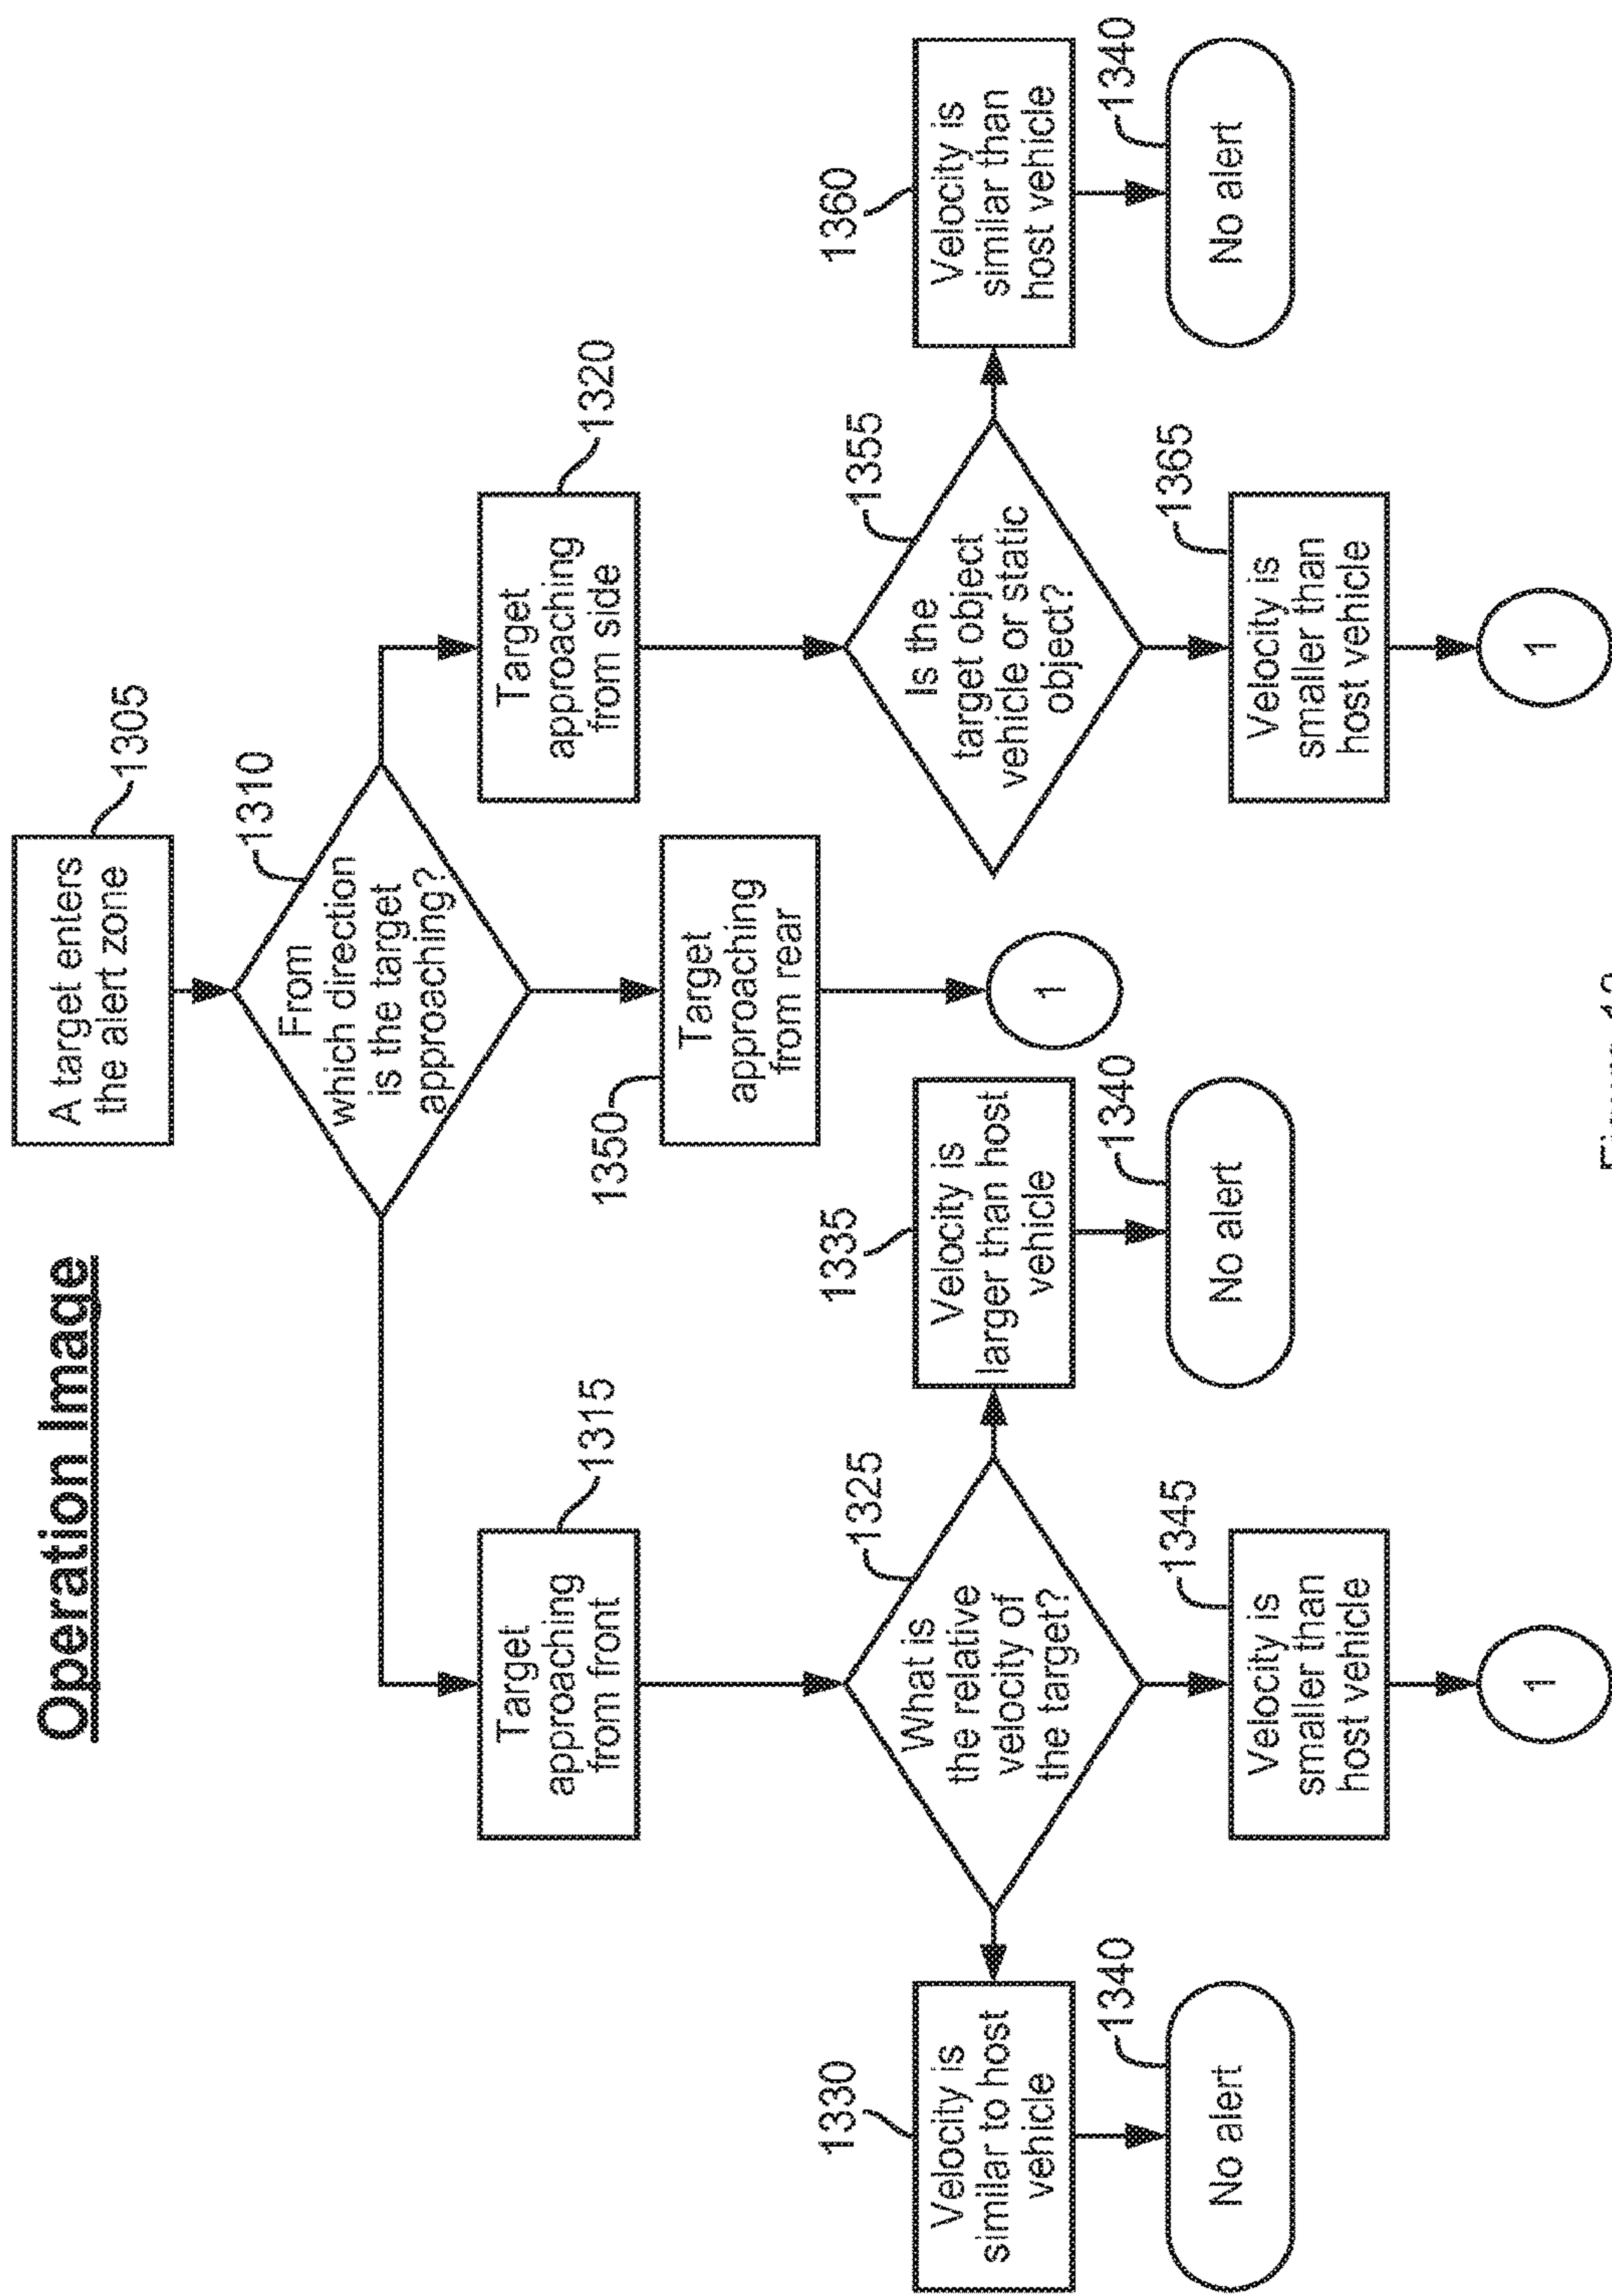 Operation image
A target enters
the alert zone
1305
From
which direction
is the target
approaching?
1310
Target
approaching
from front
1315
Target
approaching
from rear
1350
Target
approaching
from side
1320
What is
the relative
velocity of
the target?
1325
Velocity is
similar to host
vehicle
1330
No alert
1340
Velocity is
larger than host
vehicle
1335
No alert
1340
Velocity is
smaller than
host vehicle
1345
1
1
Is the
target object
vehicle or static
object?
1355
Velocity is
similar than
host vehicle
1360
No alert
1340
Velocity is
smaller than
host vehicle
1365
1